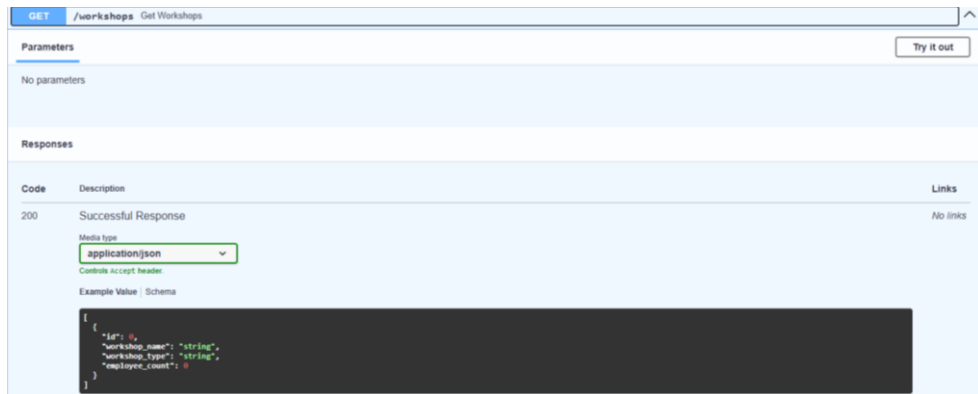 GET /workshops Get Workshops
Parameters Try it out
No parameters
Responses
Code Description Links
200 Successful Response No links
Media type
application/json
Controls Accept header.
Example Value Schema
[
{
"id": 0,
"workshop_name": "string",
"workshop_type": "string",
"employee_count": 0
}
]